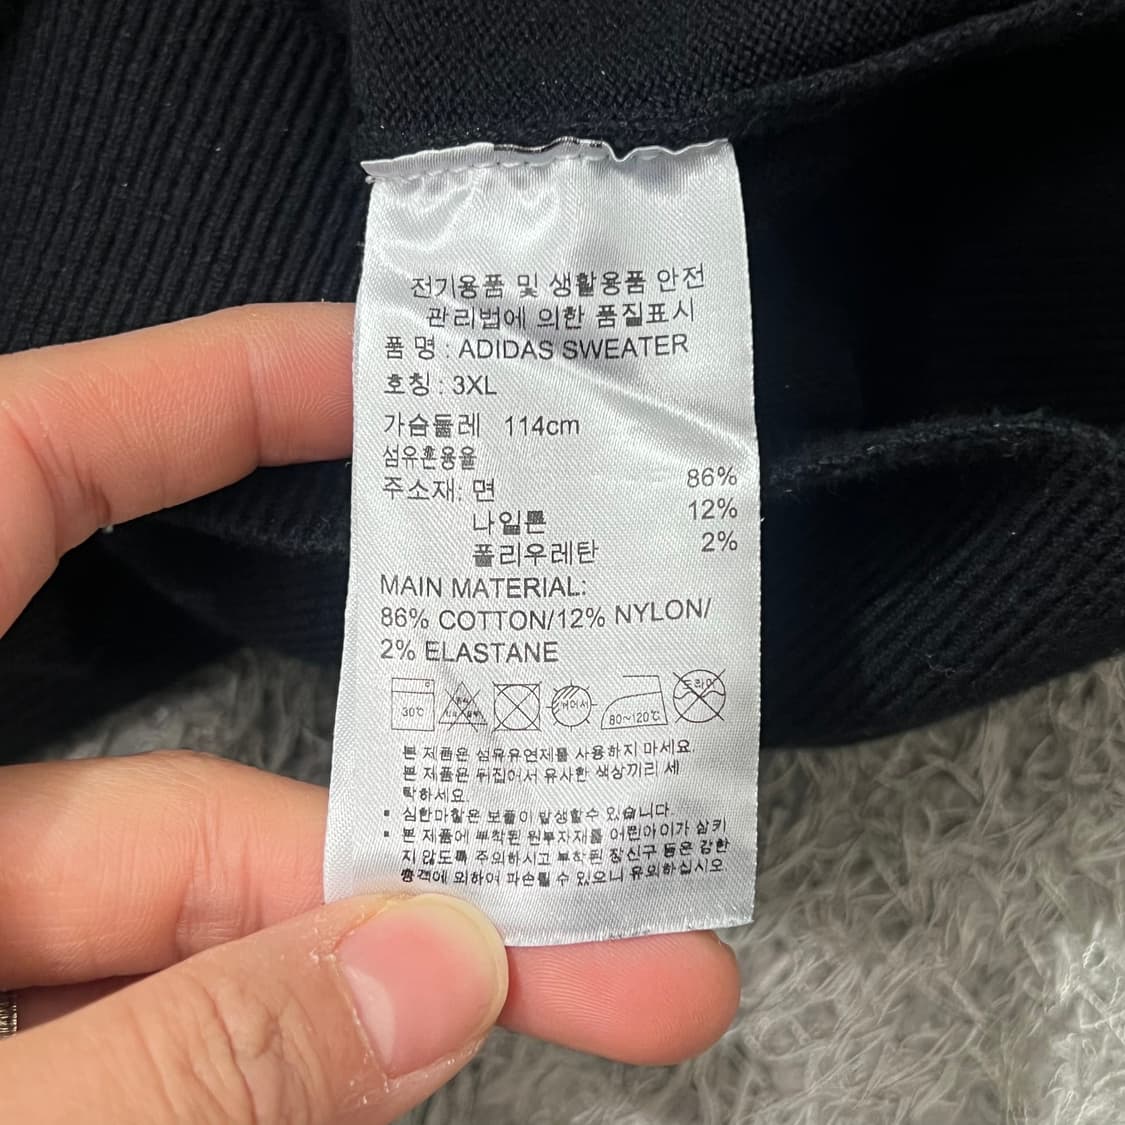 전기용품 및 생활용품 안전
관리법에 의한 품질표시
품 명 : ADIDAS SWEATER
호칭 : 3XL
가슴둘레 114cm
섬유혼용율
주소재: 면 86%
나일론 12%
폴리우레탄 2%
MAIN MATERIAL:
86% COTTON/12% NYLON/
2% ELASTANE
30℃ 뉘어서 80~120℃ 드라이
본 제품은 섬유유연제를 사용하지 마세요
본 제품은 뒤집어서 유사한 색상끼리 세
탁하세요.
▪ 심한마찰은 보풀이 발생할수 있습니다.
▪ 본 제품에 부착된 원부자재를 어린아이가 삼키
지 않도록 주의하시고 부착된 장신구 등은 강한
충격에 의하여 파손될 수 있으니 유의하십시오.